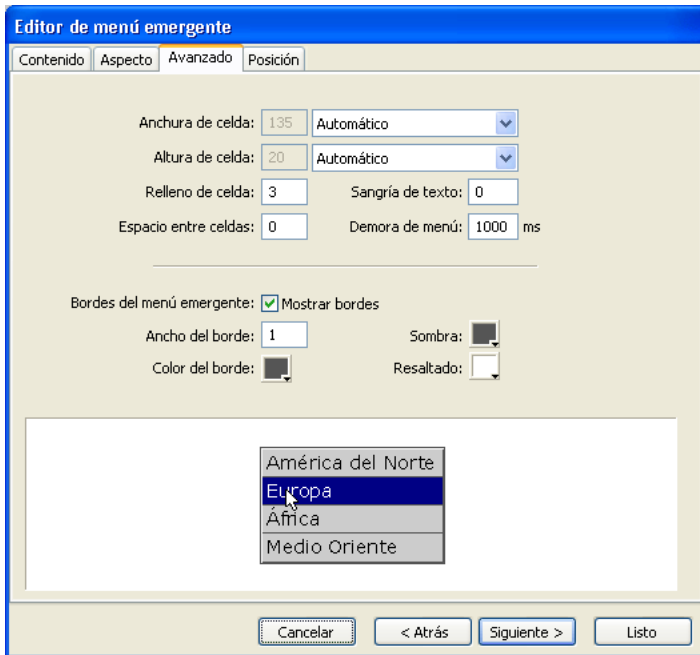 Editor de menú emergente
Contenido Aspecto Avanzado Posición
Anchura de celda: 135 Automático
Altura de celda: 20 Automático
Relleno de celda: 3 Sangría de texto: 0
Espacio entre celdas: 0 Demora de menú: 1000 ms
Bordes del menú emergente: Mostrar bordes
Ancho del borde: 1 Sombra:
Color del borde: Resaltado:
América del Norte
Europa
África
Medio Oriente
Cancelar < Atrás Siguiente > Listo